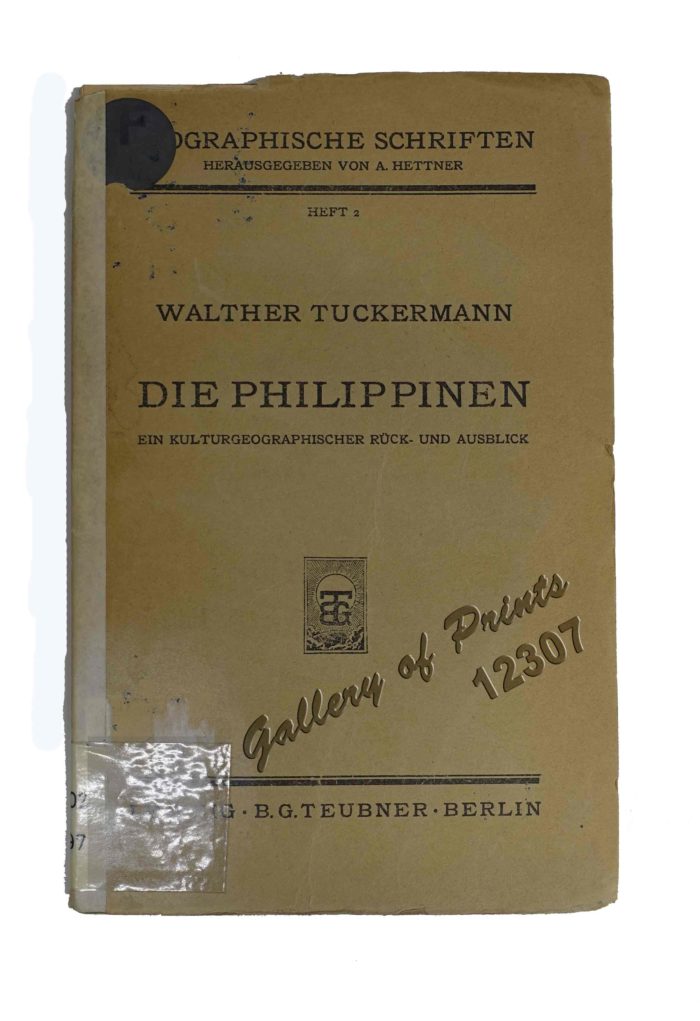 OGRAPHISCHE SCHRIFTEN
HERAUSGEGEBEN VON A. HETTNER
HEFT 2
WALTHER TUCKERMANN
DIE PHILIPPINEN
EIN KULTURGEOGRAPHISCHER RÜCK- UND AUSBLICK
Gallery of Prints
12307
B.G. TEUBNER · BERLIN